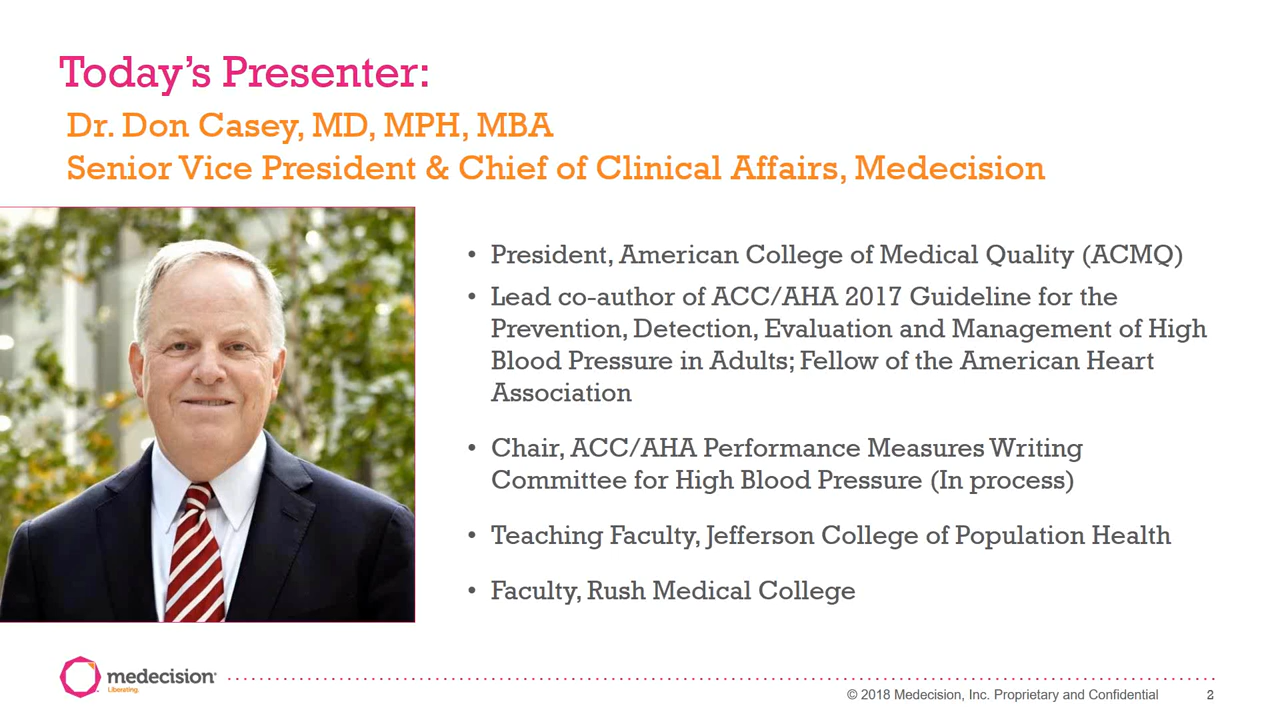 Today’s Presenter:
Dr. Don Casey, MD, MPH, MBA
Senior Vice President & Chief of Clinical Affairs, Medecision
• President, American College of Medical Quality (ACMQ)
• Lead co-author of ACC/AHA 2017 Guideline for the
Prevention, Detection, Evaluation and Management of High
Blood Pressure in Adults; Fellow of the American Heart
Association
• Chair, ACC/AHA Performance Measures Writing
Committee for High Blood Pressure (In process)
• Teaching Faculty, Jefferson College of Population Health
• Faculty, Rush Medical College
medecision®
Liberating.
© 2018 Medecision, Inc. Proprietary and Confidential 2